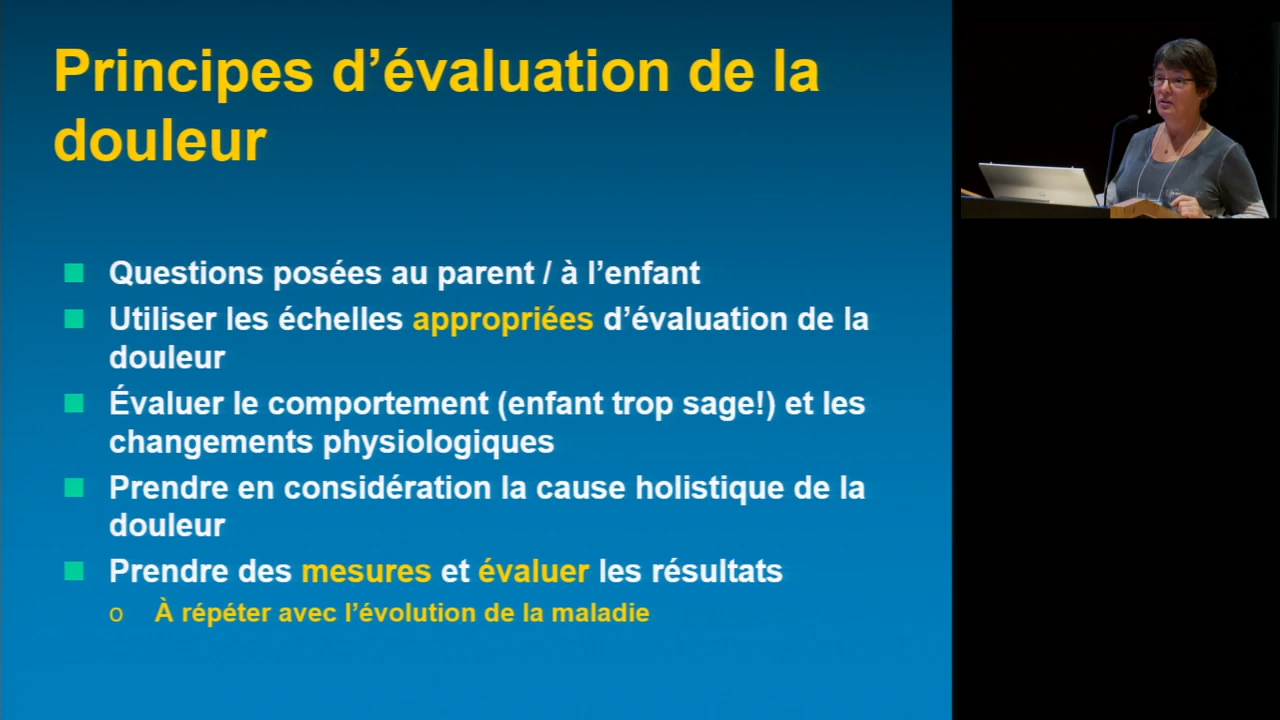 Principes d’évaluation de la
douleur
Questions posées au parent / à l’enfant
Utiliser les échelles appropriées d’évaluation de la
douleur
Évaluer le comportement (enfant trop sage!) et les
changements physiologiques
Prendre en considération la cause holistique de la
douleur
Prendre des mesures et évaluer les résultats
o À répéter avec l’évolution de la maladie